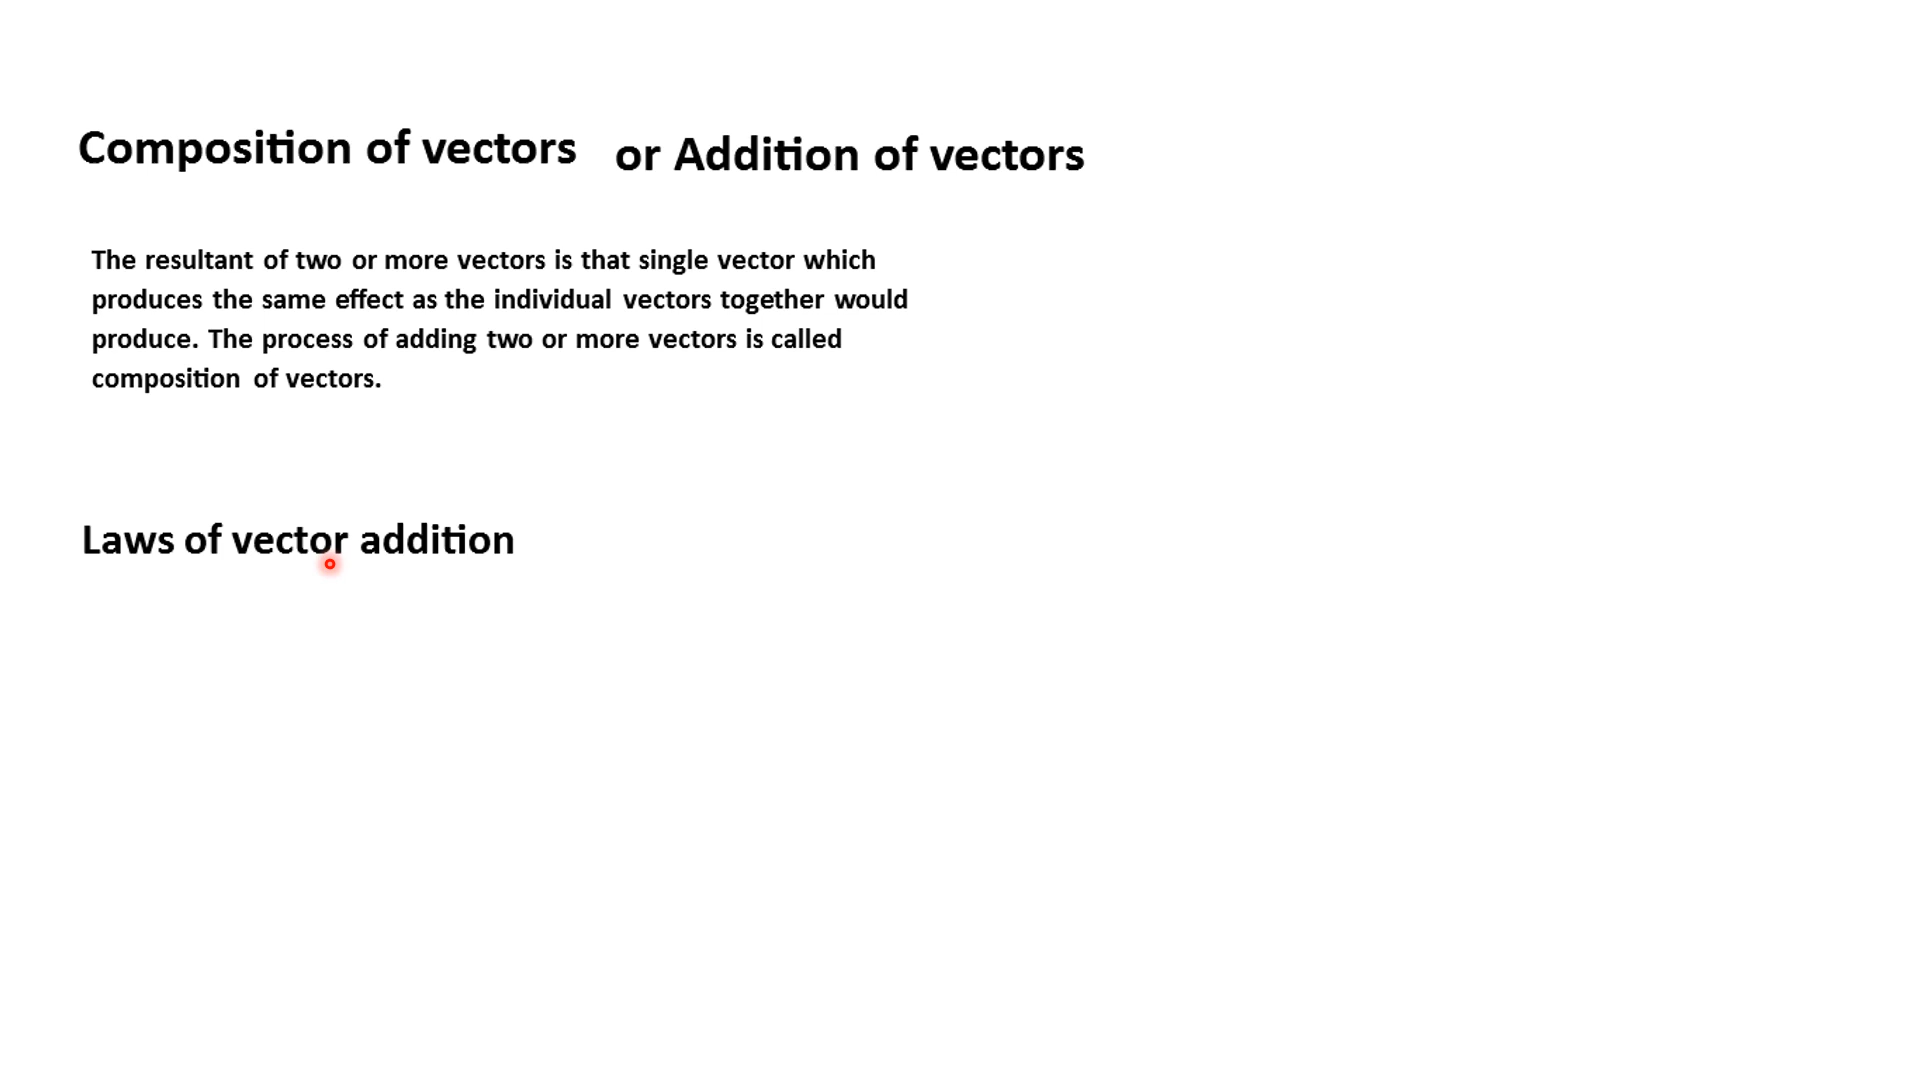 Composition of vectors or Addition of vectors
The resultant of two or more vectors is that single vector which
produces the same effect as the individual vectors together would
produce. The process of adding two or more vectors is called
composition of vectors.
Laws of vector addition